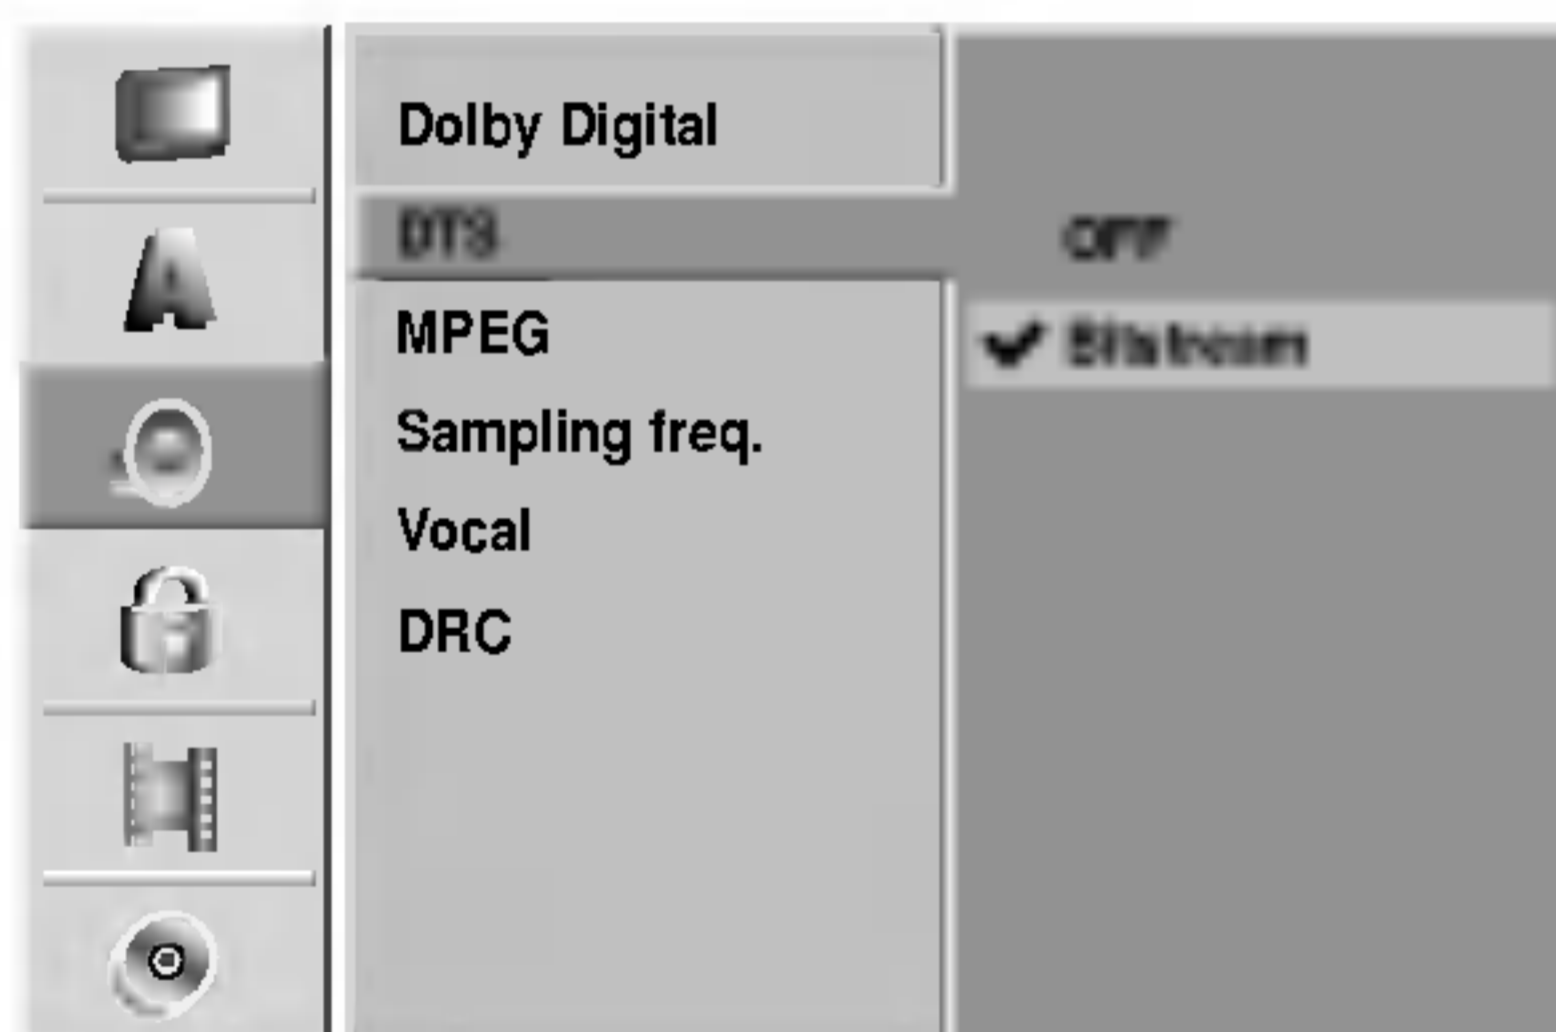 Dolby Digital
DTS
OFF
MPEG
Bitstream
Sampling freq.
Vocal
DRC